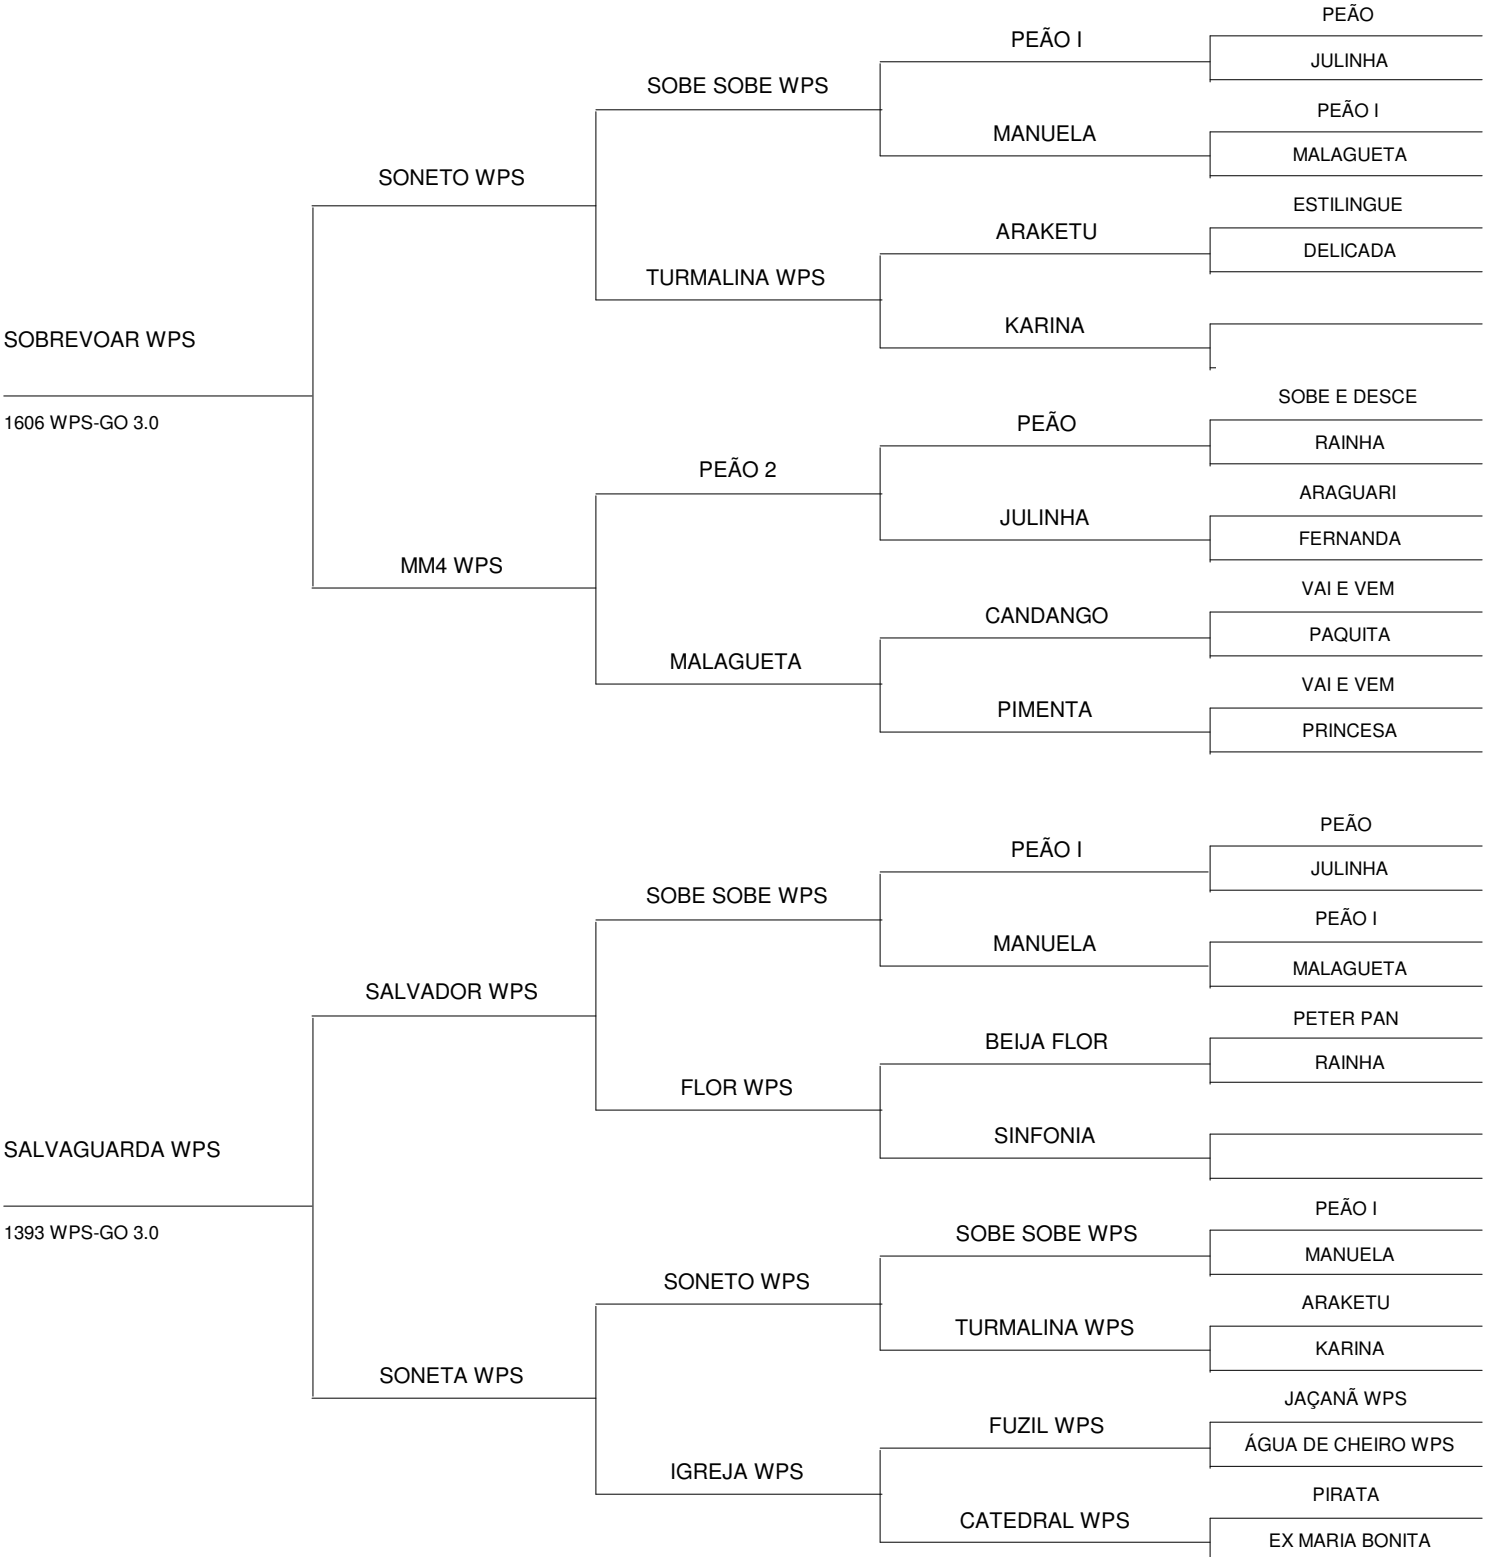 PEÃO
PEÃO I
JULINHA
SOBE SOBE WPS
PEÃO I
MANUELA
MALAGUETA
SONETO WPS
ESTILINGUE
ARAKETU
DELICADA
TURMALINA WPS
KARINA
SOBREVOAR WPS
SOBE E DESCE
1606 WPS-GO 3.0
PEÃO
RAINHA
PEÃO 2
ARAGUARI
JULINHA
FERNANDA
MM4 WPS
VAI E VEM
CANDANGO
PAQUITA
MALAGUETA
VAI E VEM
PIMENTA
PRINCESA
PEÃO
PEÃO I
JULINHA
SOBE SOBE WPS
PEÃO I
MANUELA
MALAGUETA
SALVADOR WPS
PETER PAN
BEIJA FLOR
RAINHA
FLOR WPS
SINFONIA
SALVAGUARDA WPS
PEÃO I
1393 WPS-GO 3.0
SOBE SOBE WPS
MANUELA
SONETO WPS
ARAKETU
TURMALINA WPS
KARINA
SONETA WPS
JAÇANÃ WPS
FUZIL WPS
ÁGUA DE CHEIRO WPS
IGREJA WPS
PIRATA
CATEDRAL WPS
EX MARIA BONITA